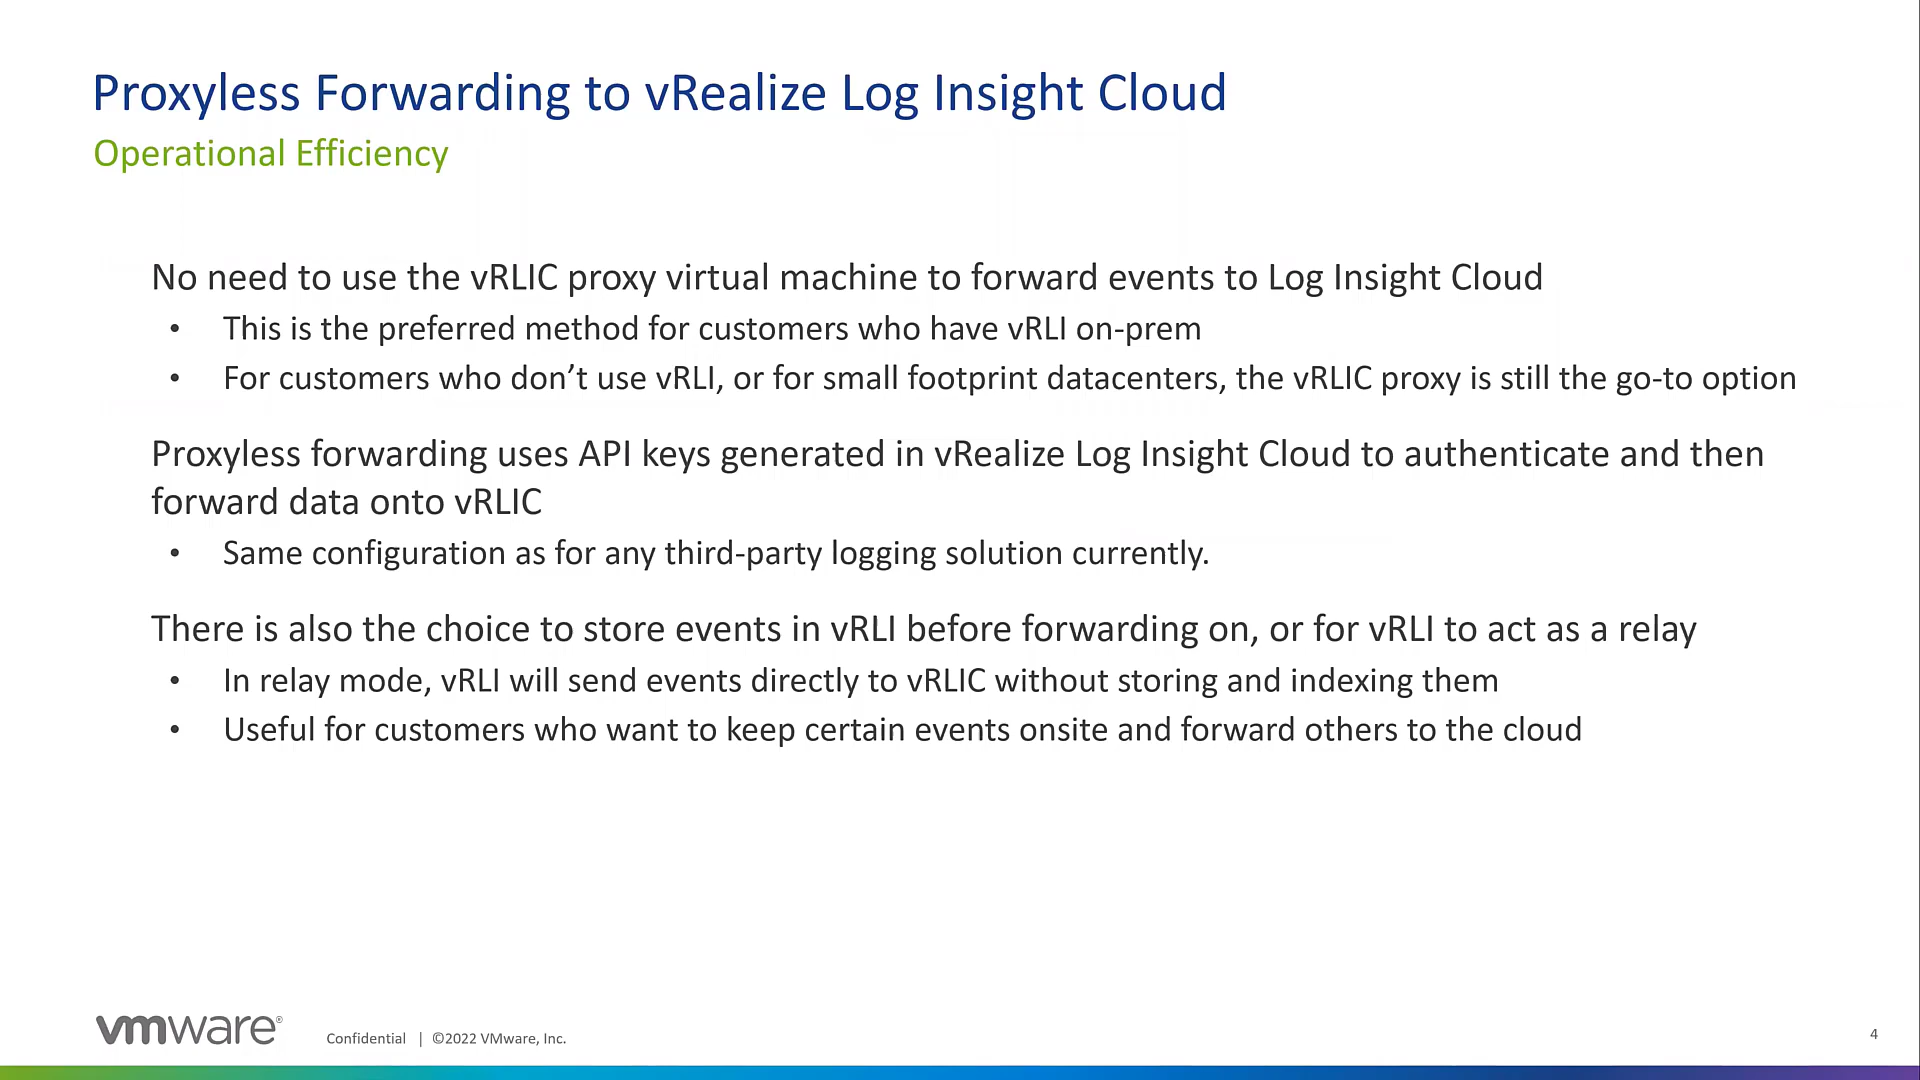 Proxyless Forwarding to vRealize Log Insight Cloud
Operational Efficiency
No need to use the vRLIC proxy virtual machine to forward events to Log Insight Cloud
• This is the preferred method for customers who have vRLI on-prem
• For customers who don’t use vRLI, or for small footprint datacenters, the vRLIC proxy is still the go-to option
Proxyless forwarding uses API keys generated in vRealize Log Insight Cloud to authenticate and then
forward data onto vRLIC
• Same configuration as for any third-party logging solution currently.
There is also the choice to store events in vRLI before forwarding on, or for vRLI to act as a relay
• In relay mode, vRLI will send events directly to vRLIC without storing and indexing them
• Useful for customers who want to keep certain events onsite and forward others to the cloud
vmware® Confidential | ©2022 VMware, Inc. 4